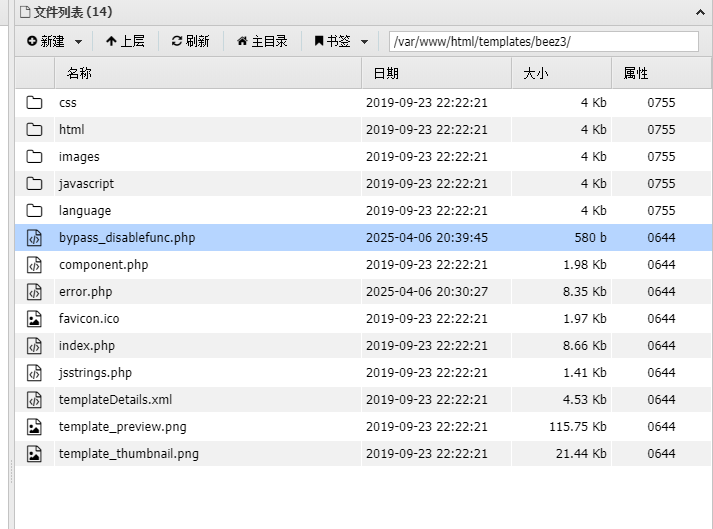 文件列表 (14)
新建 上层 刷新 主目录 书签 /var/www/html/templates/beez3/
名称 日期 大小 属性
css 2019-09-23 22:22:21 4 Kb 0755
html 2019-09-23 22:22:21 4 Kb 0755
images 2019-09-23 22:22:21 4 Kb 0755
javascript 2019-09-23 22:22:21 4 Kb 0755
language 2019-09-23 22:22:21 4 Kb 0755
bypass_disablefunc.php 2025-04-06 20:39:45 580 b 0644
component.php 2019-09-23 22:22:21 1.98 Kb 0644
error.php 2025-04-06 20:30:27 8.35 Kb 0644
favicon.ico 2019-09-23 22:22:21 1.97 Kb 0644
index.php 2019-09-23 22:22:21 8.66 Kb 0644
jsstrings.php 2019-09-23 22:22:21 1.41 Kb 0644
templateDetails.xml 2019-09-23 22:22:21 4.53 Kb 0644
template_preview.png 2019-09-23 22:22:21 115.75 Kb 0644
template_thumbnail.png 2019-09-23 22:22:21 21.44 Kb 0644